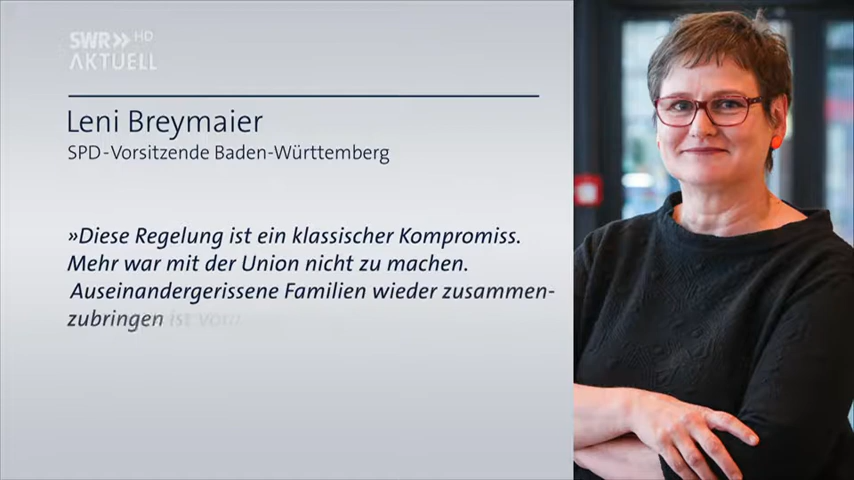 SWR» HD
AKTUELL
Leni Breymaier
SPD-Vorsitzende Baden-Württemberg
»Diese Regelung ist ein klassischer Kompromiss.
Mehr war mit der Union nicht zu machen.
Auseinandergerissene Familien wieder zusammen-
zubringen ist